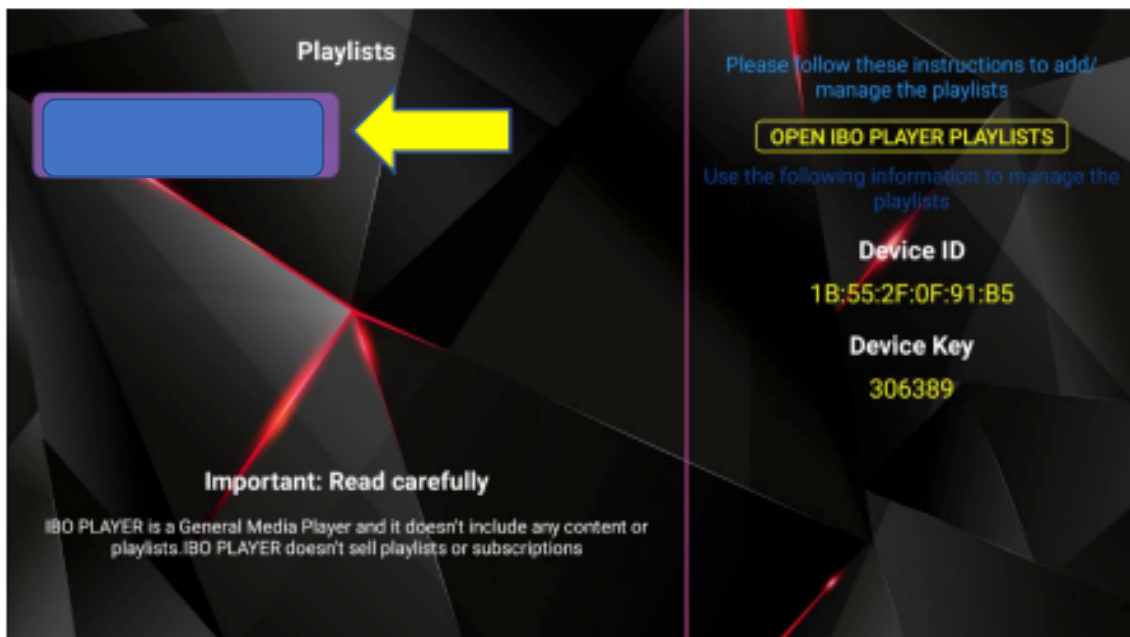 Playlists
Please follow these instructions to add/
manage the playlists
OPEN IBO PLAYER PLAYLISTS
Use the following information to manage the
playlists
Device ID
1B:55:2F:0F:91:B5
Device Key
306389
Important: Read carefully
IBO PLAYER is a General Media Player and it doesn't include any content or
playlists.IBO PLAYER doesn't sell playlists or subscriptions